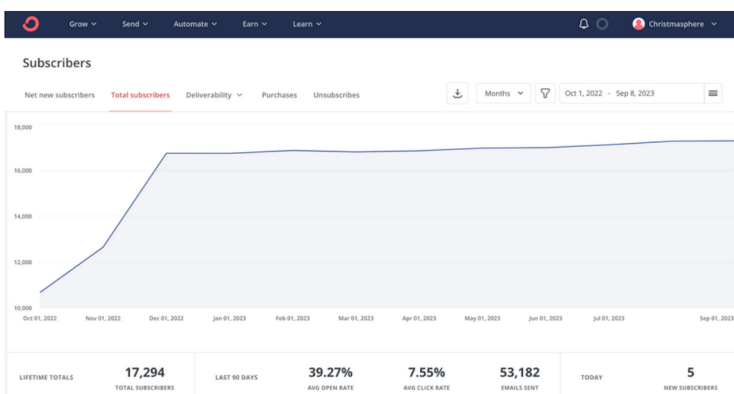 Grow Send Automate Earn Learn Christmasphere
Subscribers
Net new subscribers Total subscribers Deliverability Purchases Unsubscribes Months Oct 1, 2022 – Sep 8, 2023
18,000
16,000
14,000
12,000
10,000
Oct 01, 2022 Nov 01, 2022 Dec 01, 2022 Jan 01, 2023 Feb 01, 2023 Mar 01, 2023 Apr 01, 2023 May 01, 2023 Jun 01, 2023 Jul 01, 2023 Sep 01, 2023
17,294 39.27% 7.55% 53,182 5
LIFETIME TOTALS LAST 90 DAYS TODAY
TOTAL SUBSCRIBERS AVG OPEN RATE AVG CLICK RATE EMAILS SENT NEW SUBSCRIBERS